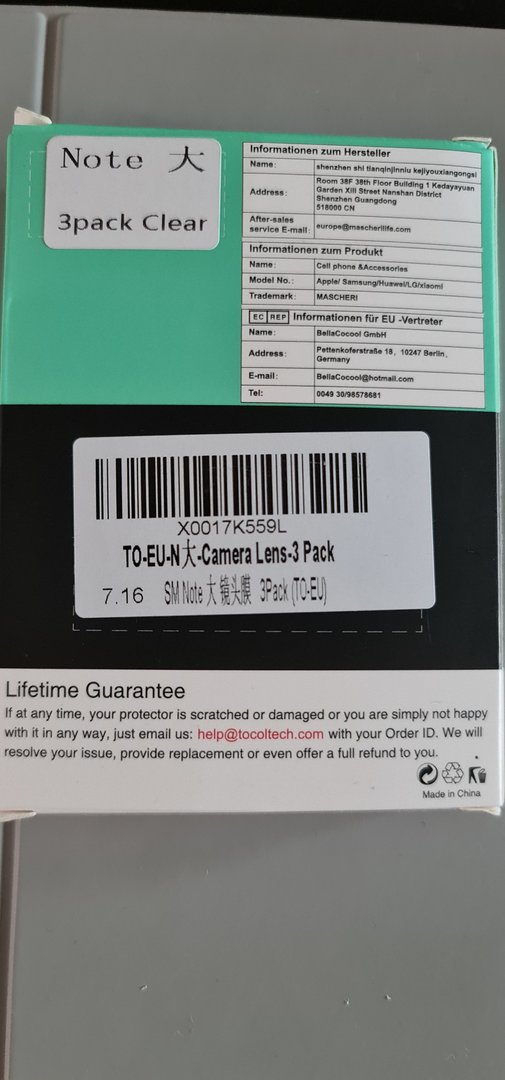 Note 大
3pack Clear
Informationen zum Hersteller
Name: shenzhen shi tianqinjinniu kejiyouxiangongsi
Address: Room 38F 38th Floor Building 1 Kedayayuan
Garden Xili Street Nanshan District
Shenzhen Guangdong
518000 CN
After-sales
service E-mail: europe@mascherilife.com
Informationen zum Produkt
Name: Cell phone &Accessories
Model No.: Apple/ Samsung/Huawei/LG/xiaomi
Trademark: MASCHERI
EC REP Informationen für EU -Vertreter
Name: BellaCocool GmbH
Address: Pettenkoferstraße 18, 10247 Berlin,
Germany
E-mail: BellaCocool@hotmail.com
Tel: 0049 30/98578681
X0017K559L
TO-EU-N大-Camera Lens-3 Pack
7.16 SM Note 大 镜头膜 3Pack (TO-EU)
Lifetime Guarantee
If at any time, your protector is scratched or damaged or you are simply not happy
with it in any way, just email us: help@tocoltech.com with your Order ID. We will
resolve your issue, provide replacement or even offer a full refund to you.
Made in China